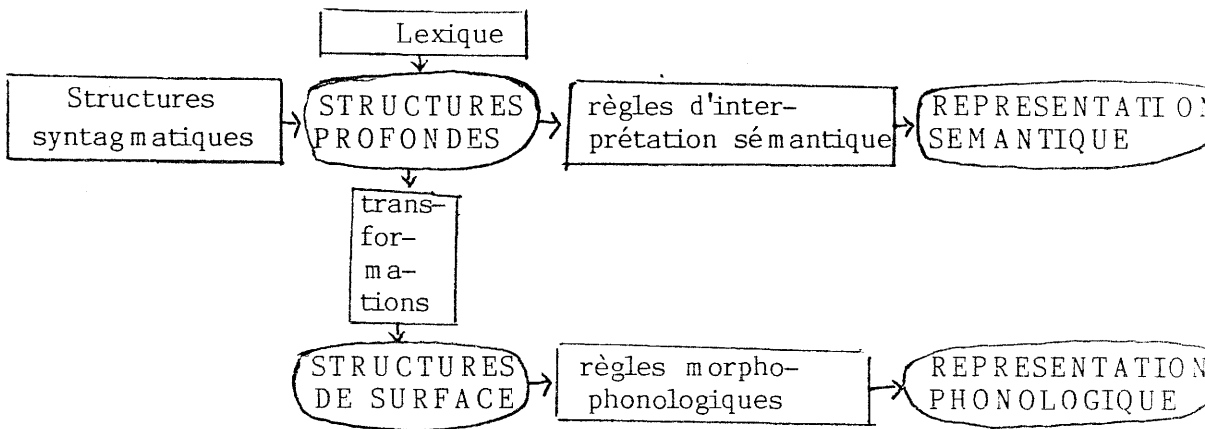 Lexique
Structures
syntagmatiques
STRUCTURES
PROFONDES
règles d'inter-
prétation sémantique
REPRESENTATION
SEMANTIQUE
trans-
for-
ma-
tions
STRUCTURES
DE SURFACE
règles morpho-
phonologiques
REPRESENTATION
PHONOLOGIQUE